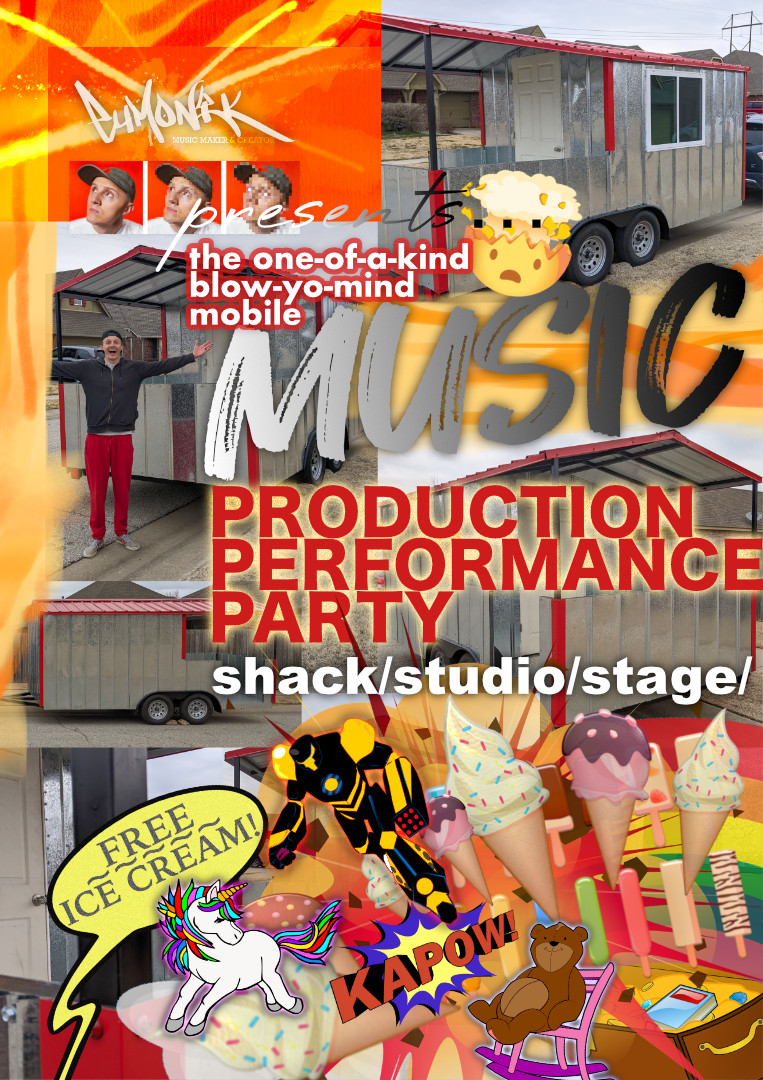 EUMONIK
MUSIC MAKER & CREATOR
presents...
the one-of-a-kind
blow-yo-mind
mobile
MUSIC
PRODUCTION
PERFORMANCE
PARTY
shack/studio/stage/
FREE
~~~~~~
ICE CREAM!
KAPOW!